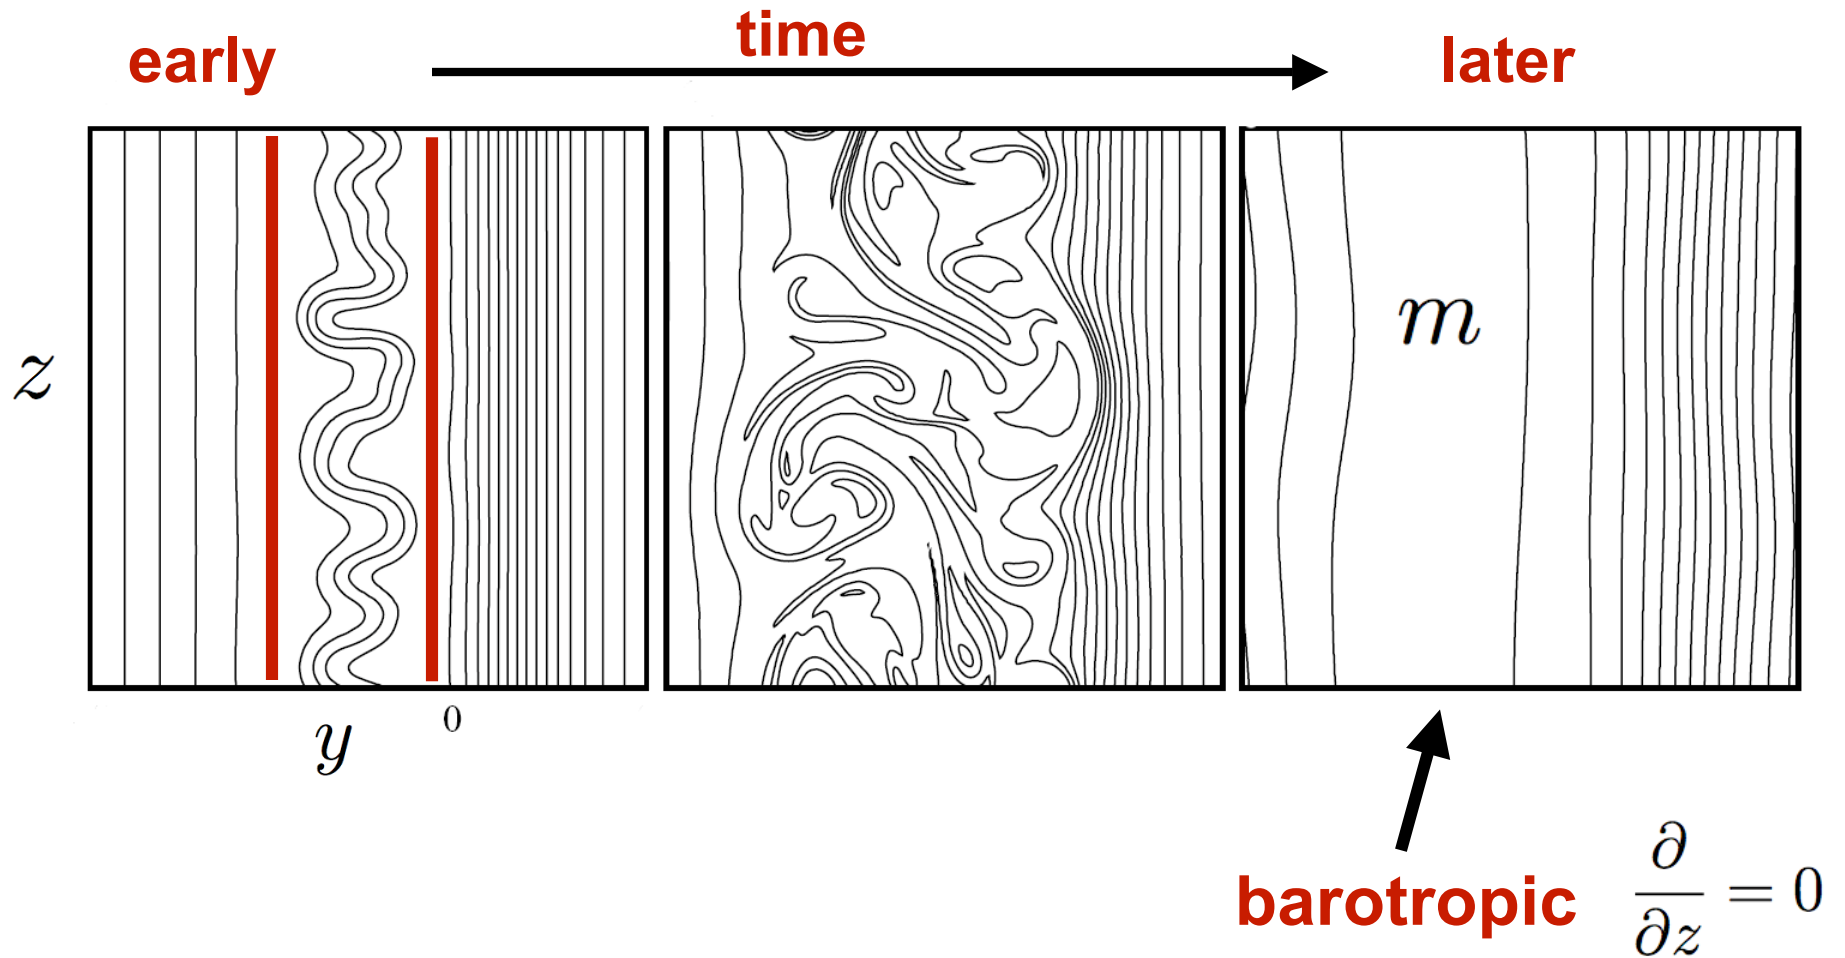 early
time
later
z
m
0
y
barotropic
∂/∂z = 0